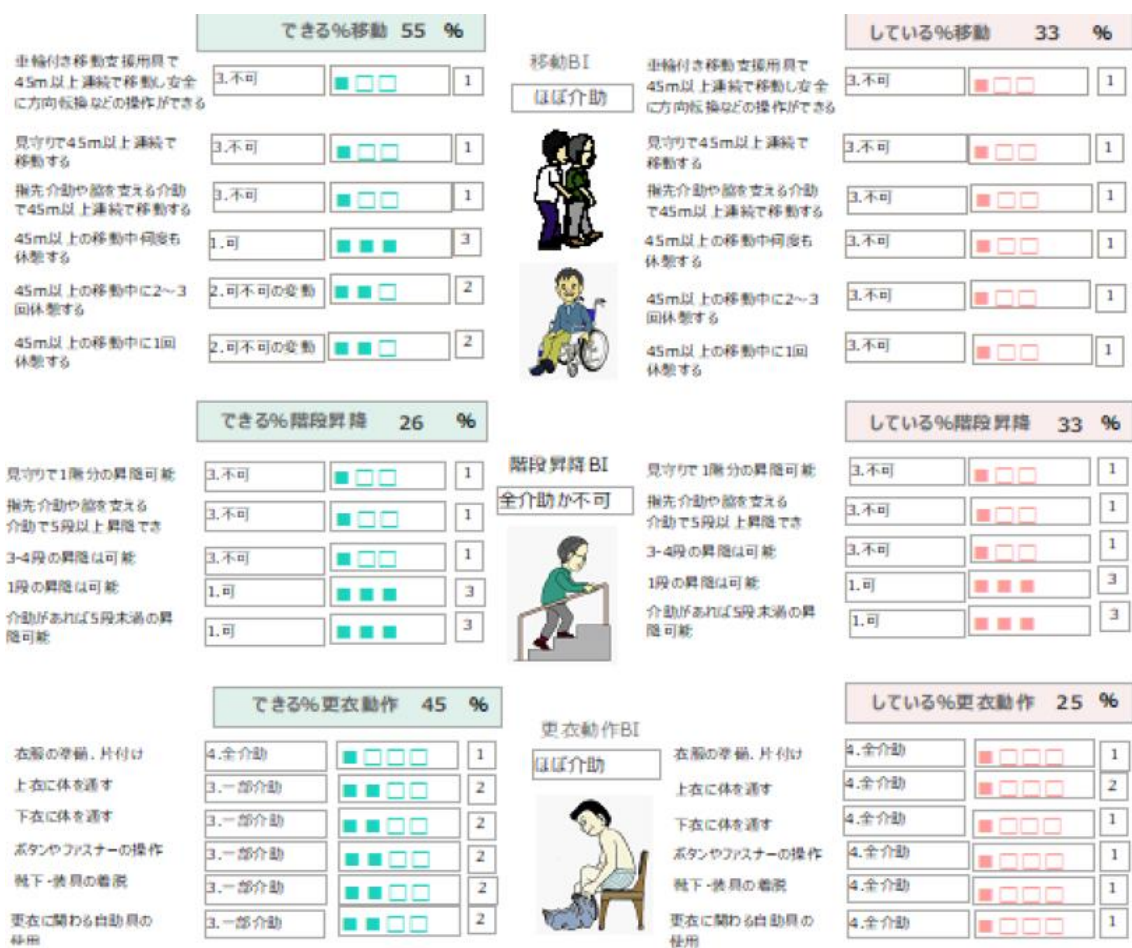 できる%移動 55 %
車輪付き移動支援用具で
45m以上連続で移動し安全
に方向転換などの操作ができる
3.不可
1
見守りで45m以上連続で
移動する
3.不可
1
指先介助や脇を支える介助
で45m以上連続で移動する
3.不可
1
45m以上の移動中何度も
休憩する
1.可
3
45m以上の移動中に2～3
回休憩する
2.可不可の変動
2
45m以上の移動中に1回
休憩する
2.可不可の変動
2
移動BI
ほぼ介助
している%移動 33 %
車輪付き移動支援用具で
45m以上連続で移動し安全
に方向転換などの操作ができる
3.不可
1
見守りで45m以上連続で
移動する
3.不可
1
指先介助や脇を支える介助
で45m以上連続で移動する
3.不可
1
45m以上の移動中何度も
休憩する
3.不可
1
45m以上の移動中に2～3
回休憩する
3.不可
1
45m以上の移動中に1回
休憩する
3.不可
1
できる%階段昇降 26 %
見守りで1階分の昇降可能
3.不可
1
指先介助や脇を支える
介助で5段以上昇降でき
3.不可
1
3-4段の昇降は可能
3.不可
1
1段の昇降は可能
1.可
3
介助があれば5段未満の昇
降可能
1.可
3
階段昇降BI
全介助か不可
している%階段昇降 33 %
見守りで1階分の昇降可能
3.不可
1
指先介助や脇を支える
介助で5段以上昇降でき
3.不可
1
3-4段の昇降は可能
3.不可
1
1段の昇降は可能
1.可
3
介助があれば5段未満の昇
降可能
1.可
3
できる%更衣動作 45 %
衣服の準備、片付け
4.全介助
1
上衣に体を通す
3.一部介助
2
下衣に体を通す
3.一部介助
2
ボタンやファスナーの操作
3.一部介助
2
靴下・装具の着脱
3.一部介助
2
更衣に関わる自助具の
使用
3.一部介助
2
更衣動作BI
ほぼ介助
している%更衣動作 25 %
衣服の準備、片付け
4.全介助
1
上衣に体を通す
4.全介助
2
下衣に体を通す
4.全介助
1
ボタンやファスナーの操作
4.全介助
1
靴下・装具の着脱
4.全介助
1
更衣に関わる自助具の
使用
4.全介助
1